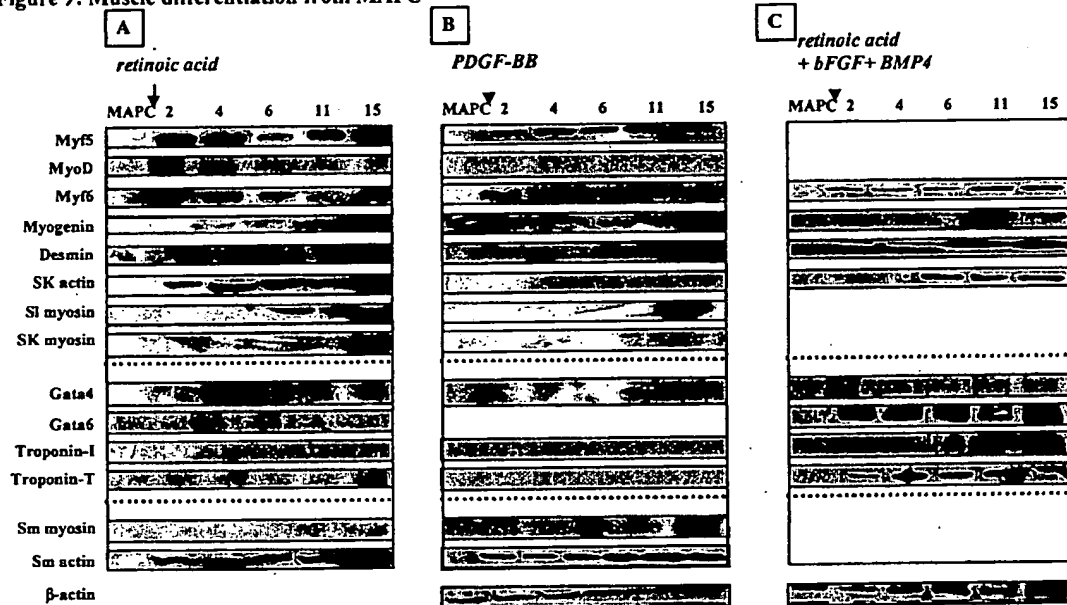 Figure 9: Muscle differentiation from MAPC
A B C
retinoic acid
PDGF-BB
retinoic acid
+ bFGF+ BMP4
MAPC 2 4 6 11 15 MAPC 2 4 6 11 15 MAPC 2 4 6 11 15
Myf5
MyoD
Myf6
Myogenin
Desmin
SK actin
Sl myosin
SK myosin
Gata4
Gata6
Troponin-I
Troponin-T
Sm myosin
Sm actin
β-actin